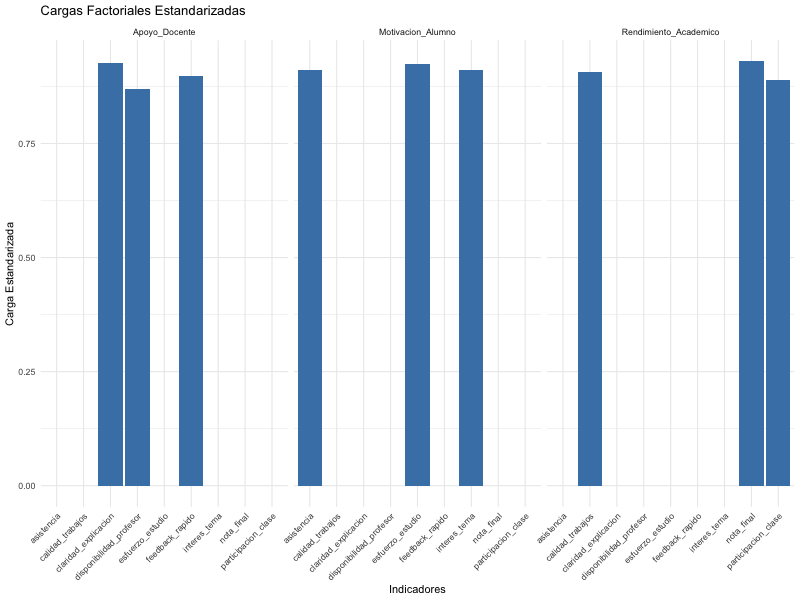 Cargas Factoriales Estandarizadas
Apoyo_Docente
Motivacion_Alumno
Rendimiento_Academico
Carga Estandarizada
0.75
0.50
0.25
0.00
asistencia
calidad_trabajos
claridad_explicacion
disponibilidad_profesor
esfuerzo_estudio
feedback_rapido
interes_tema
nota_final
participacion_clase
asistencia
calidad_trabajos
claridad_explicacion
disponibilidad_profesor
esfuerzo_estudio
feedback_rapido
interes_tema
nota_final
participacion_clase
asistencia
calidad_trabajos
claridad_explicacion
disponibilidad_profesor
esfuerzo_estudio
feedback_rapido
interes_tema
nota_final
participacion_clase
Indicadores